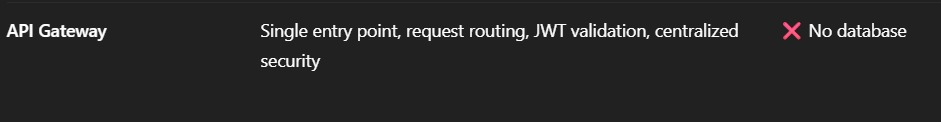 API Gateway Single entry point, request routing, JWT validation, centralized ❌ No database
security